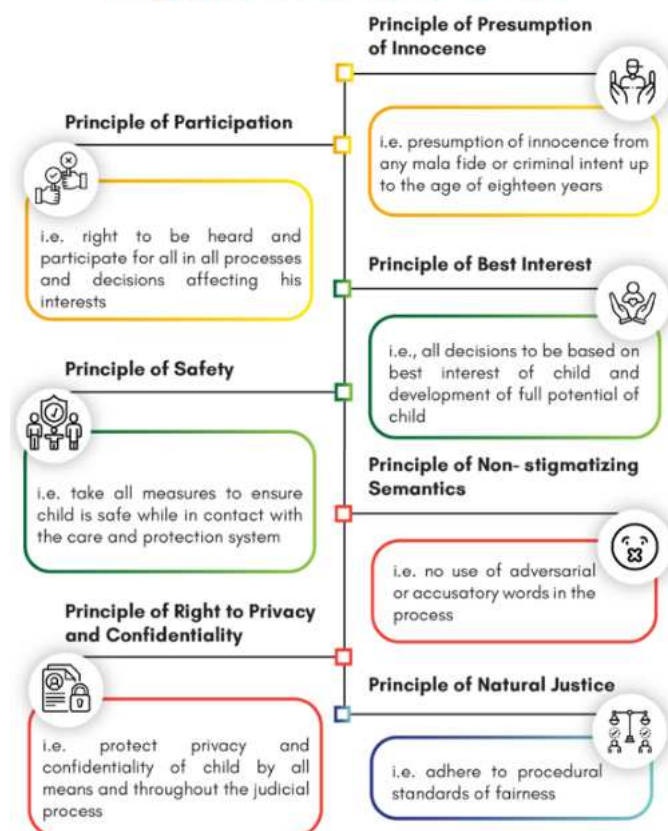 Principle of Presumption
of Innocence
i.e. presumption of innocence from
any mala fide or criminal intent up
to the age of eighteen years
Principle of Participation
i.e. right to be heard and
participate for all in all processes
and decisions affecting his
interests
Principle of Best Interest
i.e., all decisions to be based on
best interest of child and
development of full potential of
child
Principle of Safety
i.e. take all measures to ensure
child is safe while in contact with
the care and protection system
Principle of Non- stigmatizing
Semantics
i.e. no use of adversarial
or accusatory words in the
process
Principle of Right to Privacy
and Confidentiality
i.e. protect privacy and
confidentiality of child by all
means and throughout the judicial
process
Principle of Natural Justice
i.e. adhere to procedural
standards of fairness